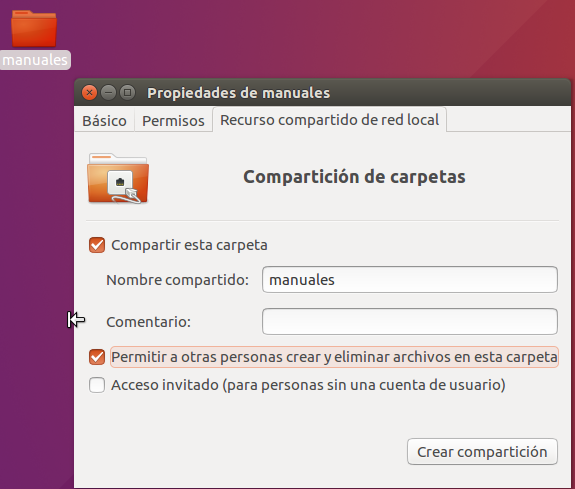 manuales
Propiedades de manuales
Básico
Permisos
Recurso compartido de red local
Compartición de carpetas
Compartir esta carpeta
Nombre compartido: manuales
Comentario:
Permitir a otras personas crear y eliminar archivos en esta carpeta
Acceso invitado (para personas sin una cuenta de usuario)
Crear compartición